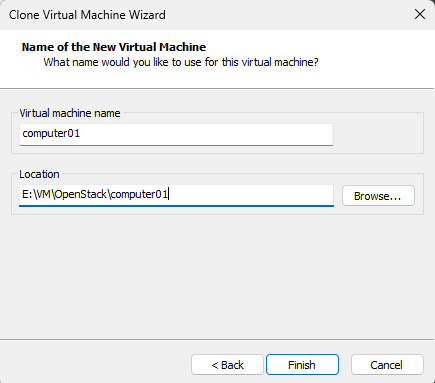 Clone Virtual Machine Wizard
Name of the New Virtual Machine
What name would you like to use for this virtual machine?
Virtual machine name
computer01
Location
E:\VM\OpenStack\computer01
Browse...
< Back
Finish
Cancel